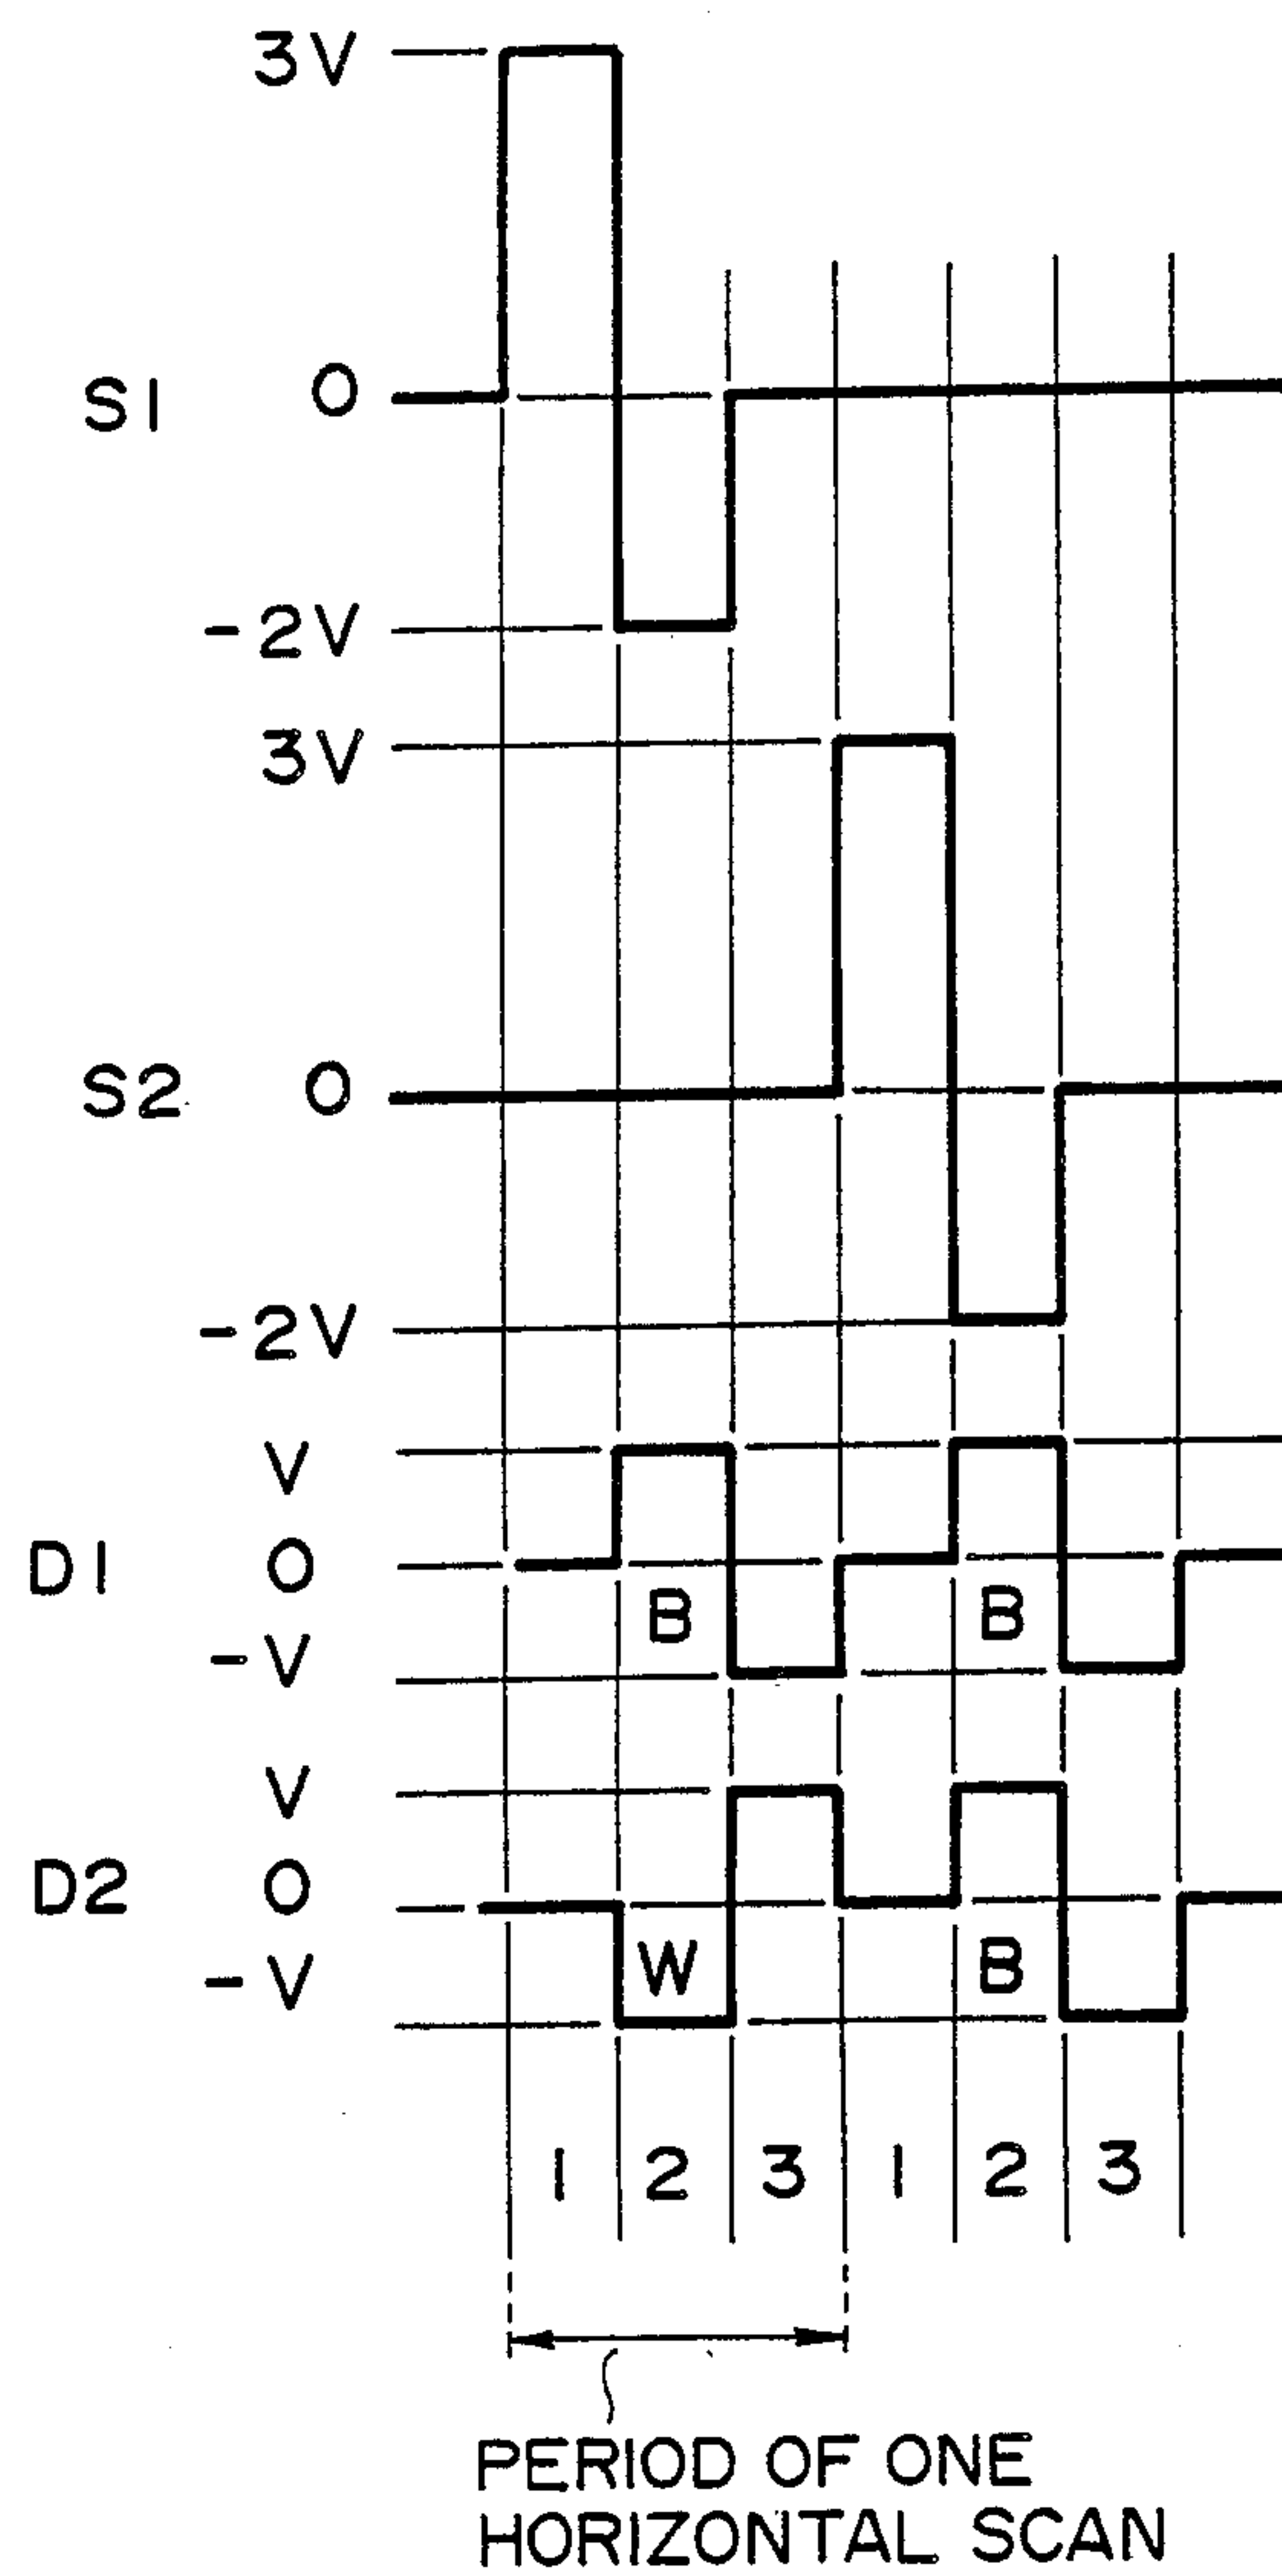 3V
S1 0
-2V
3V
S2 0
-2V
V
D1 0
B B
-V
V
D2 0
W B
-V
1 2 3 1 2 3
PERIOD OF ONE
HORIZONTAL SCAN